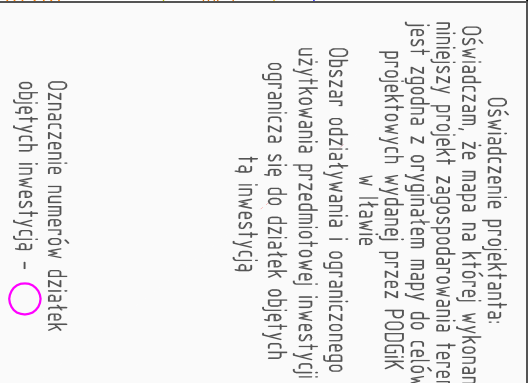 Oświadczenie projektanta:
Oświadczam, że mapa na której wykonan
niniejszy projekt zagospodarowania teren
jest zgodna z oryginałem mapy do celów
projektowych wydanej przez PODGiK
w Iławie
Obszar odziaływania i ograniczonego
użytkowania przedmiotowej inwestycji
ogranicza się do działek objętych
tą inwestycją
Oznaczenie numerów działek
objętych inwestycją -